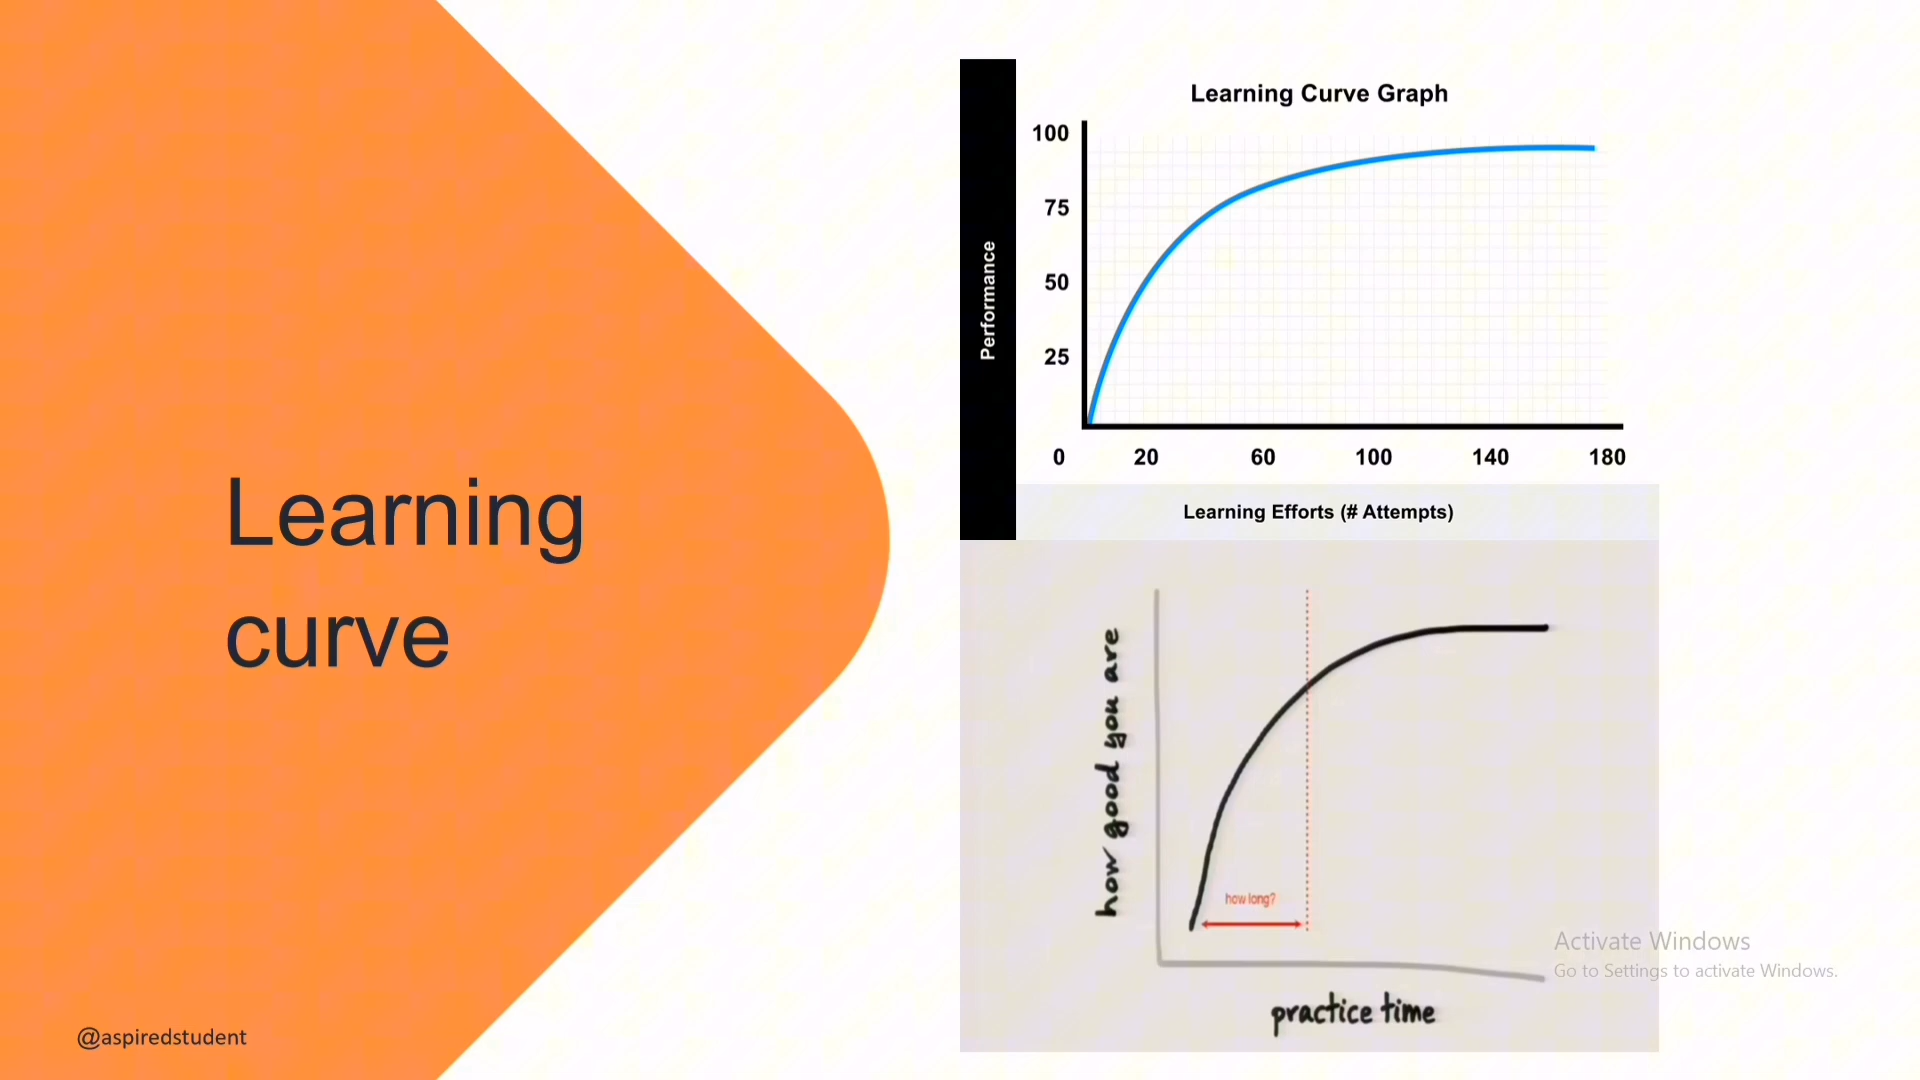 Learning
curve
@aspiredstudent
Learning Curve Graph
Performance
100
75
50
25
0 20 60 100 140 180
Learning Efforts (# Attempts)
how good you are
how long?
practice time
Activate Windows
Go to Settings to activate Windows.